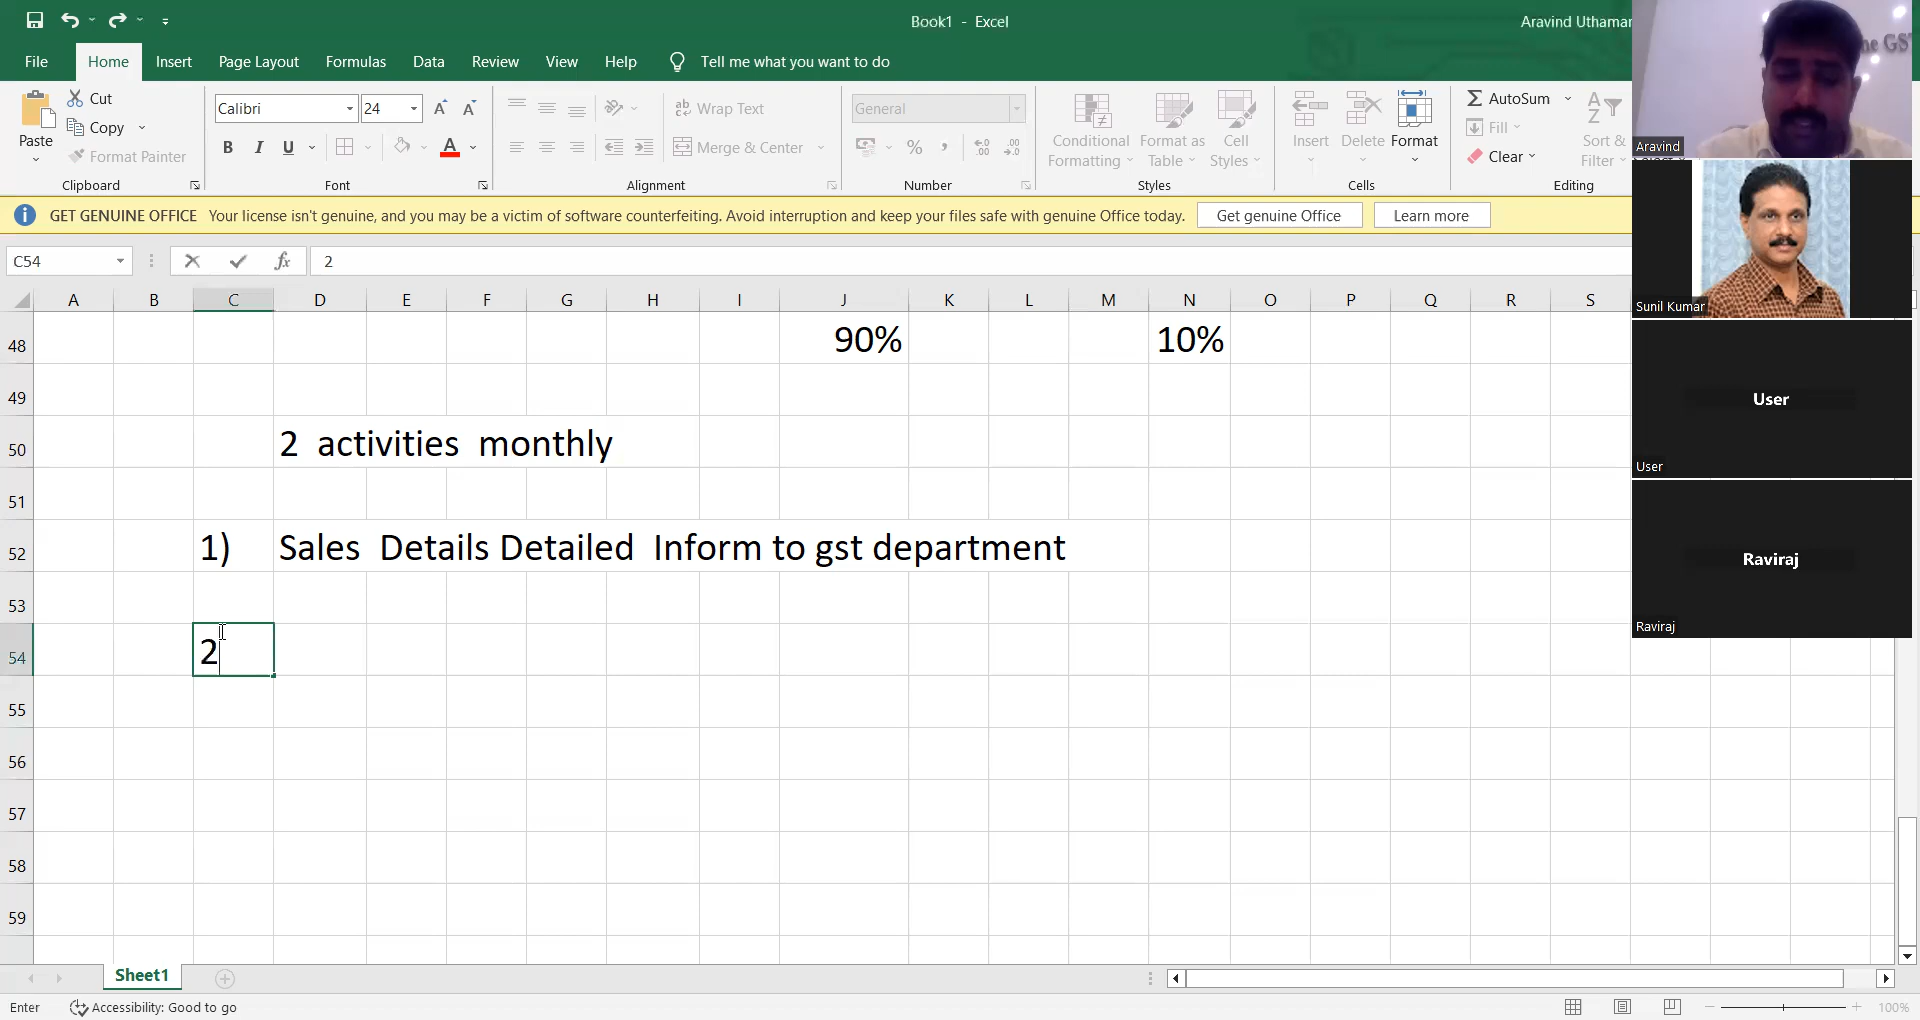 Book1 - Excel
Aravind Uthaman
File Home Insert Page Layout Formulas Data Review View Help Tell me what you want to do
Paste
Cut
Copy
Format Painter
Clipboard
Calibri 24
B I U A
Font
Wrap Text
Merge & Center
Alignment
General
%
Number
Conditional Formatting
Format as Table
Cell Styles
Styles
Insert Delete Format
Cells
AutoSum
Fill
Clear
Sort &
Filter
Editing
GET GENUINE OFFICE Your license isn't genuine, and you may be a victim of software counterfeiting. Avoid interruption and keep your files safe with genuine Office today. Get genuine Office Learn more
C54 fx 2
A B C D E F G H I J K L M N O P Q R S
48 90% 10%
49
50 2 activities monthly
51
52 1) Sales Details Detailed Inform to gst department
53
54 2
55
56
57
58
59
Sheet1
Enter Accessibility: Good to go 100%
Aravind
Sunil Kumar
User
User
Raviraj
Raviraj